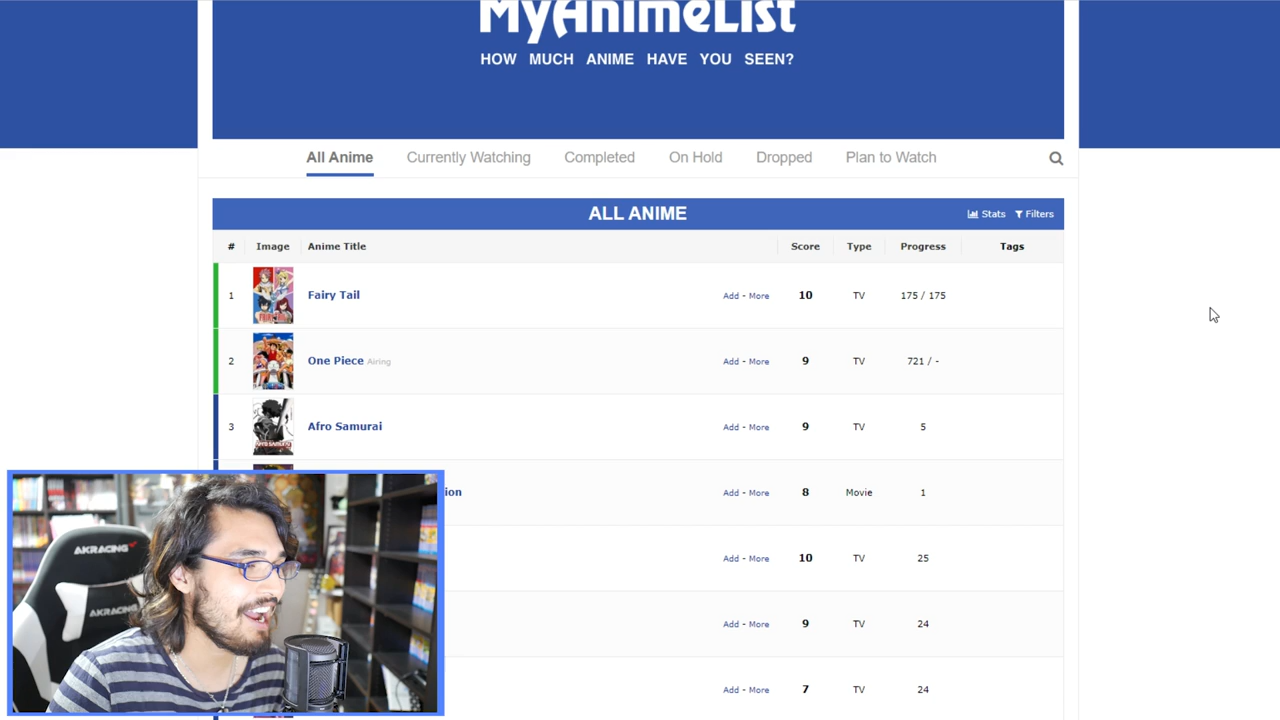 MyAnimeList
HOW MUCH ANIME HAVE YOU SEEN?
All Anime Currently Watching Completed On Hold Dropped Plan to Watch
ALL ANIME Stats Filters
# Image Anime Title Score Type Progress Tags
1 Fairy Tail Add - More 10 TV 175 / 175
2 One Piece Airing Add - More 9 TV 721 / -
3 Afro Samurai Add - More 9 TV 5
ion Add - More 8 Movie 1
Add - More 10 TV 25
Add - More 9 TV 24
Add - More 7 TV 24
AKRACING
AKRACING